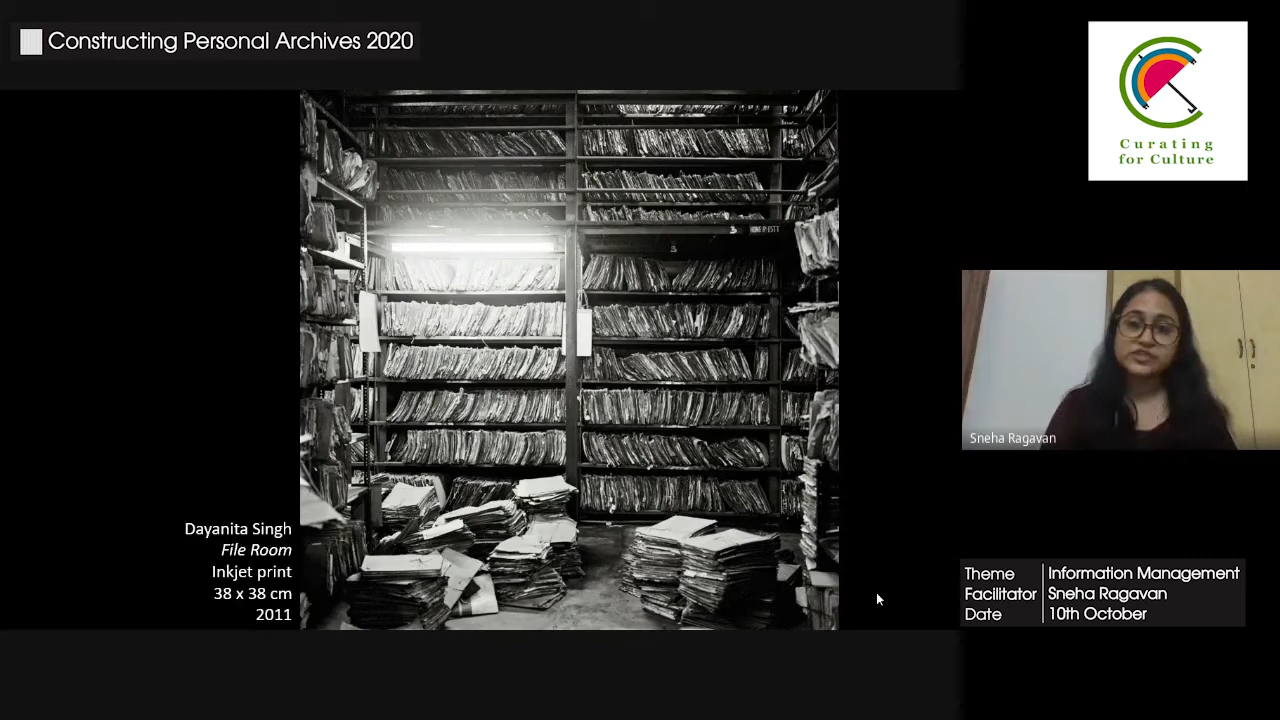 Constructing Personal Archives 2020
Curating
for Culture
HOME
Sneha Ragavan
Dayanita Singh
File Room
Inkjet print
38 x 38 cm
2011
Theme Information Management
Facilitator Sneha Ragavan
Date 10th October